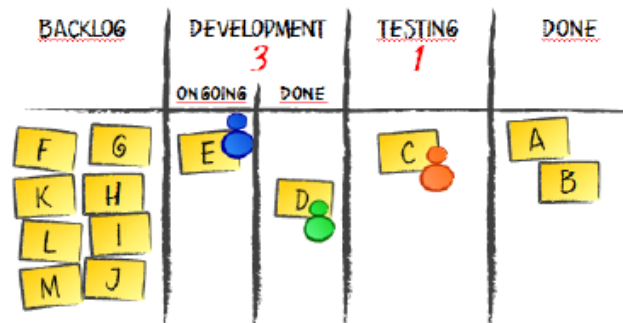 BACKLOG DEVELOPMENT TESTING DONE
3 1
ONGOING DONE
F G E C A
K H D B
L I
M J